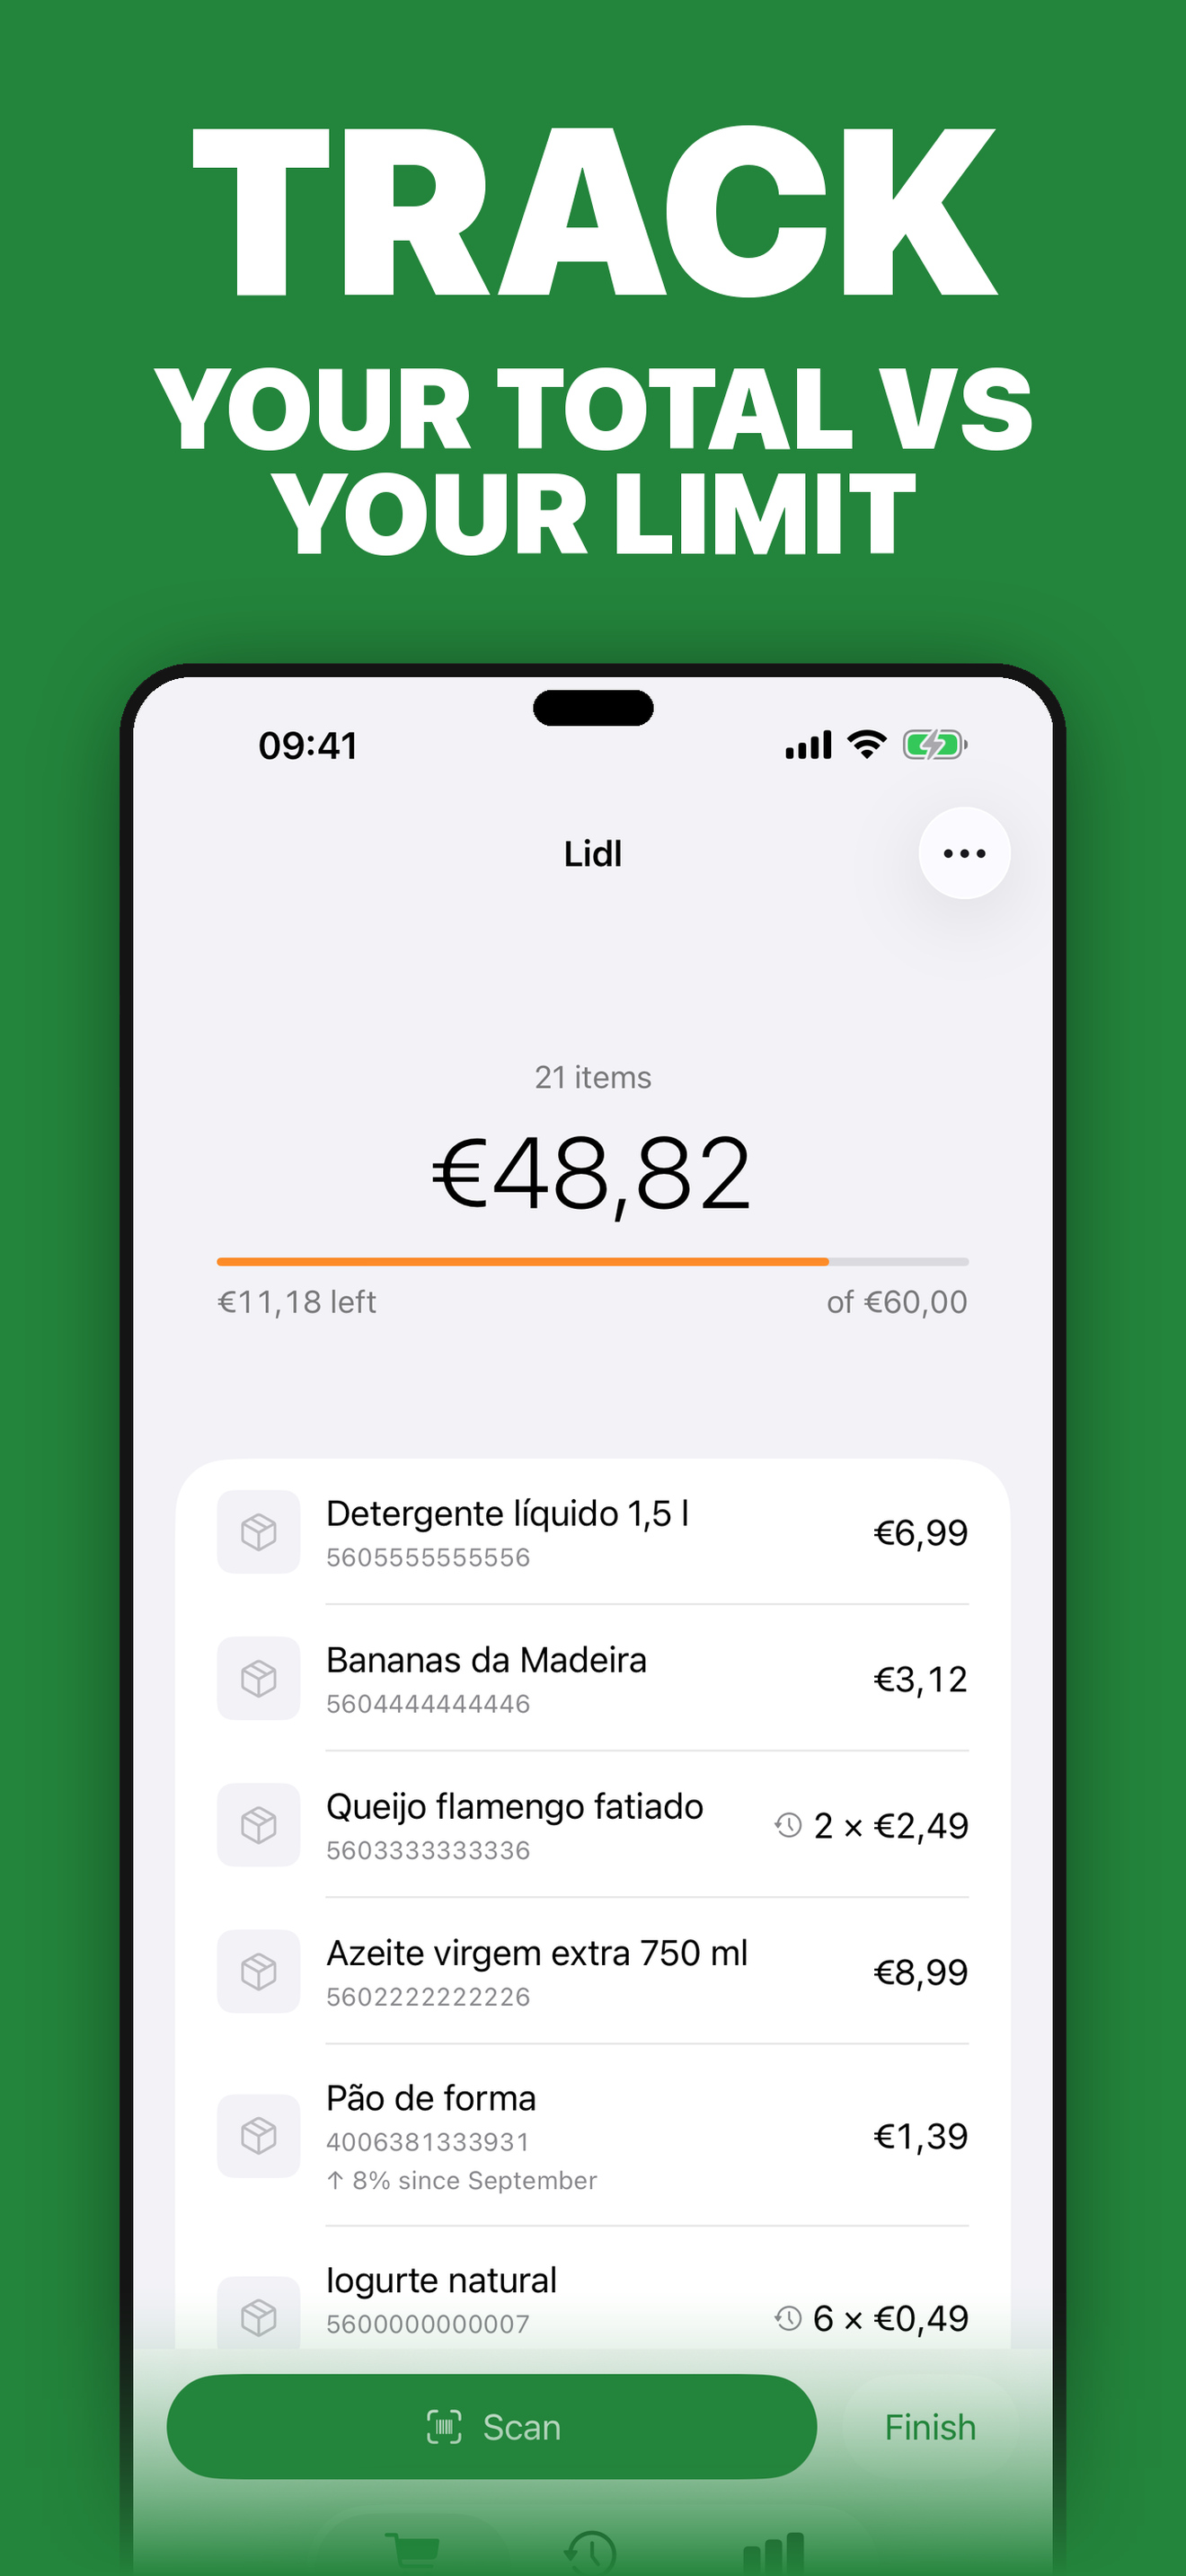 TRACK
YOUR TOTAL VS
YOUR LIMIT
09:41
Lidl
21 items
€48,82
€11,18 left
of €60,00
Detergente líquido 1,5 l
5605555555556
€6,99
Bananas da Madeira
5604444444446
€3,12
Queijo flamengo fatiado
5603333333336
2 × €2,49
Azeite virgem extra 750 ml
5602222222226
€8,99
Pão de forma
4006381333931
↑ 8% since September
€1,39
Iogurte natural
5600000000007
6 × €0,49
Scan
Finish